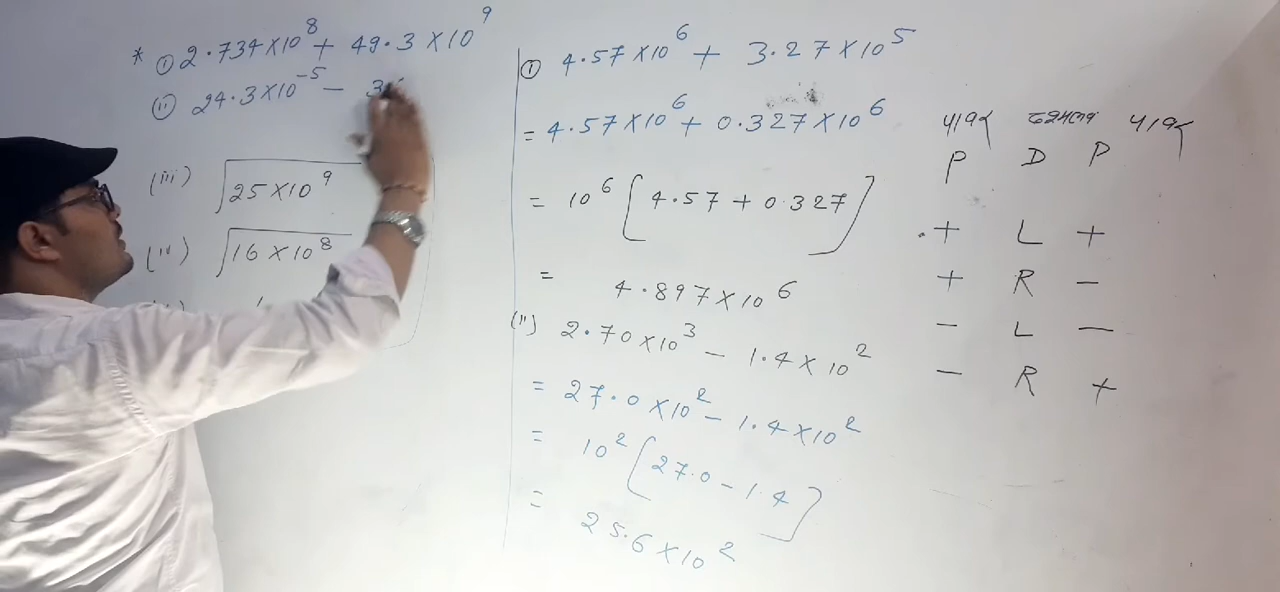 * (i) 2.734×10⁸ + 49.3×10⁹
(ii) 24.3×10⁻⁵ −
(iii) √25×10⁹
(iv) √16×10⁸
(i) 4.57×10⁶ + 3.27×10⁵
= 4.57×10⁶ + 0.327×10⁶
= 10⁶ [4.57 + 0.327]
= 4.897×10⁶
(ii) 2.70×10³ − 1.4×10²
= 27.0×10² − 1.4×10²
= 10² [27.0 − 1.4]
= 25.6×10²
पावर दशमलव पावर
P D P
+ L +
+ R −
− L −
− R +